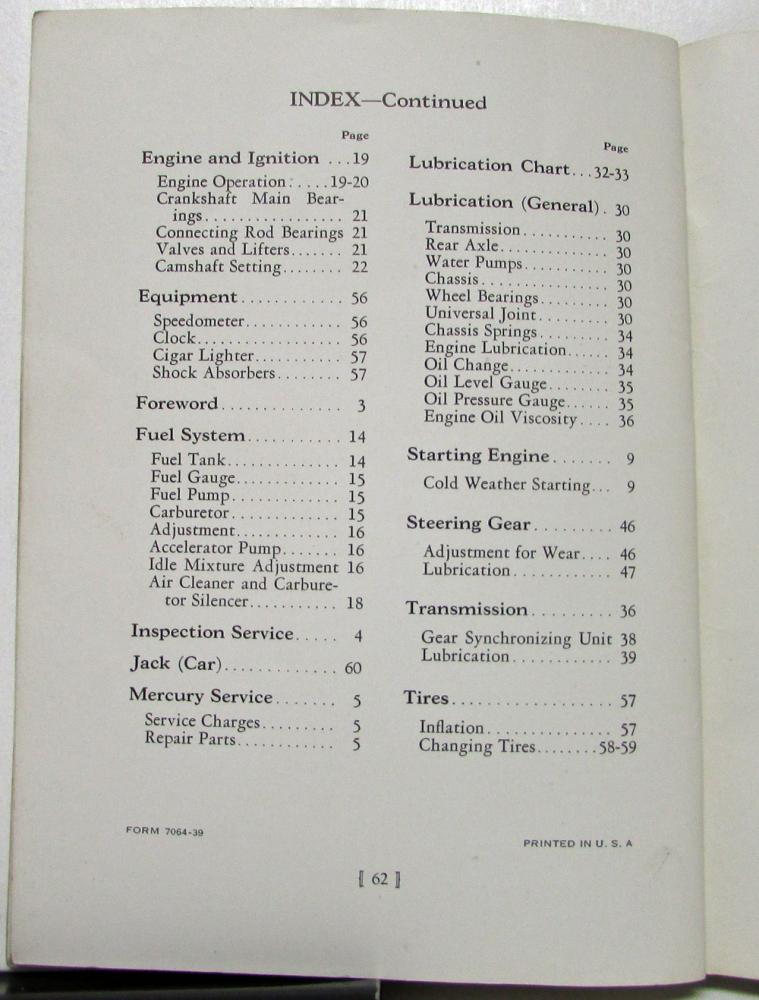 INDEX—Continued
Page
Engine and Ignition ...19
Engine Operation.:....19-20
Crankshaft Main Bear-
ings................ 21
Connecting Rod Bearings 21
Valves and Lifters....... 21
Camshaft Setting........ 22
Equipment............ 56
Speedometer............ 56
Clock.................. 56
Cigar Lighter............ 57
Shock Absorbers........ 57
Foreword.............. 3
Fuel System........... 14
Fuel Tank.............. 14
Fuel Gauge............. 15
Fuel Pump.............. 15
Carburetor.............. 15
Adjustment............. 16
Accelerator Pump....... 16
Idle Mixture Adjustment 16
Air Cleaner and Carbure-
tor Silencer........... 18
Inspection Service..... 4
Jack (Car)............. 60
Mercury Service....... 5
Service Charges......... 5
Repair Parts............ 5
Page
Lubrication Chart...32-33
Lubrication (General). 30
Transmission.......... 30
Rear Axle............. 30
Water Pumps.......... 30
Chassis............... 30
Wheel Bearings........ 30
Universal Joint........ 30
Chassis Springs........ 34
Engine Lubrication...... 34
Oil Change............ 34
Oil Level Gauge........ 35
Oil Pressure Gauge...... 35
Engine Oil Viscosity.... 36
Starting Engine....... 9
Cold Weather Starting... 9
Steering Gear......... 46
Adjustment for Wear.... 46
Lubrication............ 47
Transmission......... 36
Gear Synchronizing Unit 38
Lubrication............ 39
Tires.................. 57
Inflation............... 57
Changing Tires........58-59
FORM 7064-39
PRINTED IN U. S. A
[ 62 ]